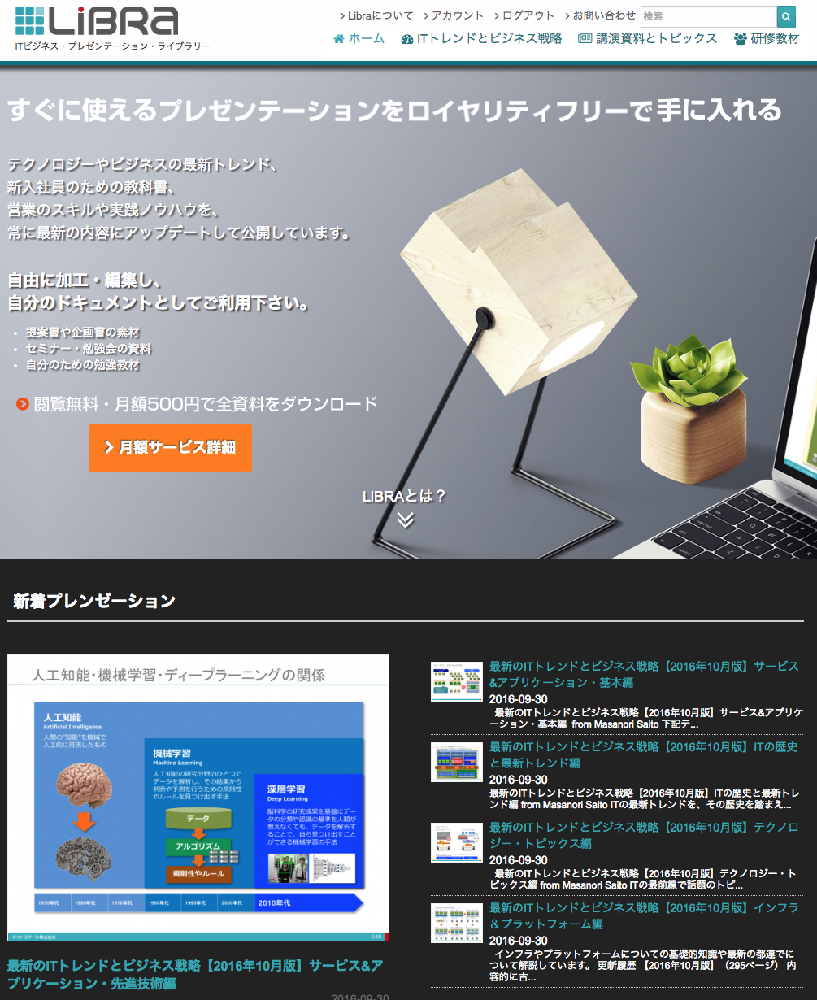 LiBRA
ITビジネス・プレゼンテーション・ライブラリー
Libraについて アカウント ログアウト お問い合わせ 検索
ホーム ITトレンドとビジネス戦略 講演資料とトピックス 研修教材
すぐに使えるプレゼンテーションをロイヤリティフリーで手に入れる
テクノロジーやビジネスの最新トレンド、
新入社員のための教科書、
営業のスキルや実践ノウハウを、
常に最新の内容にアップデートして公開しています。
自由に加工・編集し、
自分のドキュメントとしてご利用下さい。
・提案書や企画書の素材
・セミナー・勉強会の資料
・自分のための勉強教材
閲覧無料・月額500円で全資料をダウンロード
月額サービス詳細
LiBRAとは？
新着プレンゼーション
人工知能・機械学習・ディープラーニングの関係
人工知能
Artificial Intelligence
人間の"知能"を機械で
人工的に再現したもの
機械学習
Machine Learning
人工知能の研究分野のひとつで
データを解析し、その結果から
判断や予測を行うための規則性
やルールを見つけ出す手法
データ
アルゴリズム
規則性やルール
深層学習
Deep Learning
脳科学の研究成果を基盤にデー
タの分類や認識の基準を人間が
教えなくても、データを解析す
ることで、自ら見つけ出すこと
ができる機械学習の手法
1950年代 1960年代 1970年代 1980年代 1990年代 2000年代 2010年代
ネットコマース株式会社 148
最新のITトレンドとビジネス戦略【2016年10月版】サービス&ア
プリケーション・先進技術編
2016-09-30
最新のITトレンドとビジネス戦略【2016年10月版】サービス
&アプリケーション・基本編
2016-09-30
最新のITトレンドとビジネス戦略【2016年10月版】サービス&アプリケ
ーション・基本編 from Masanori Saito 下記テ...
最新のITトレンドとビジネス戦略【2016年10月版】ITの歴史
と最新トレンド編
2016-09-30
最新のITトレンドとビジネス戦略【2016年10月版】ITの歴史と最新トレ
ンド編 from Masanori Saito ITの最新トレンドを、その歴史を踏まえ...
最新のITトレンドとビジネス戦略【2016年10月版】テクノロ
ジー・トピックス編
2016-09-30
最新のITトレンドとビジネス戦略【2016年10月版】テクノロジー・ト
ピックス編 from Masanori Saito ITの最前線で話題のトピ...
最新のITトレンドとビジネス戦略【2016年10月版】インフラ
＆プラットフォーム編
2016-09-30
インフラやプラットフォームについての基礎的知識や最新の都連でに
ついて解説しています。 更新履歴 【2016年10月版】（295ページ） 内
容的に古...